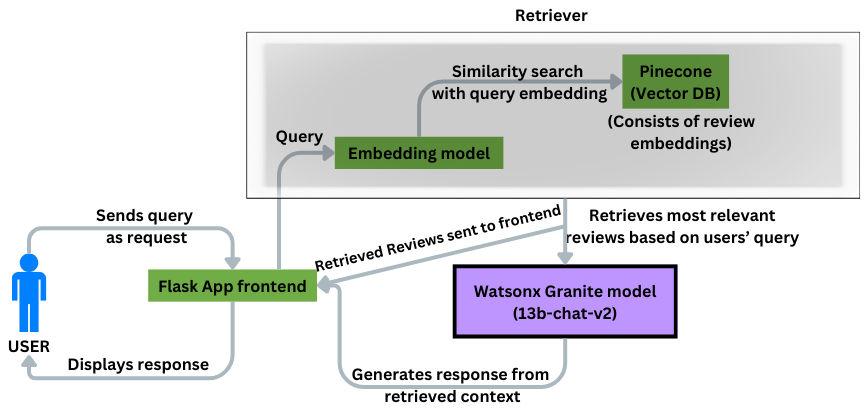 Retriever
Similarity search
with query embedding
Pinecone
(Vector DB)
(Consists of review
embeddings)
Query
Embedding model
Sends query
as request
Retrieved Reviews sent to frontend
Retrieves most relevant
reviews based on users’ query
Flask App frontend
Watsonx Granite model
(13b-chat-v2)
USER
Displays response
Generates response from
retrieved context